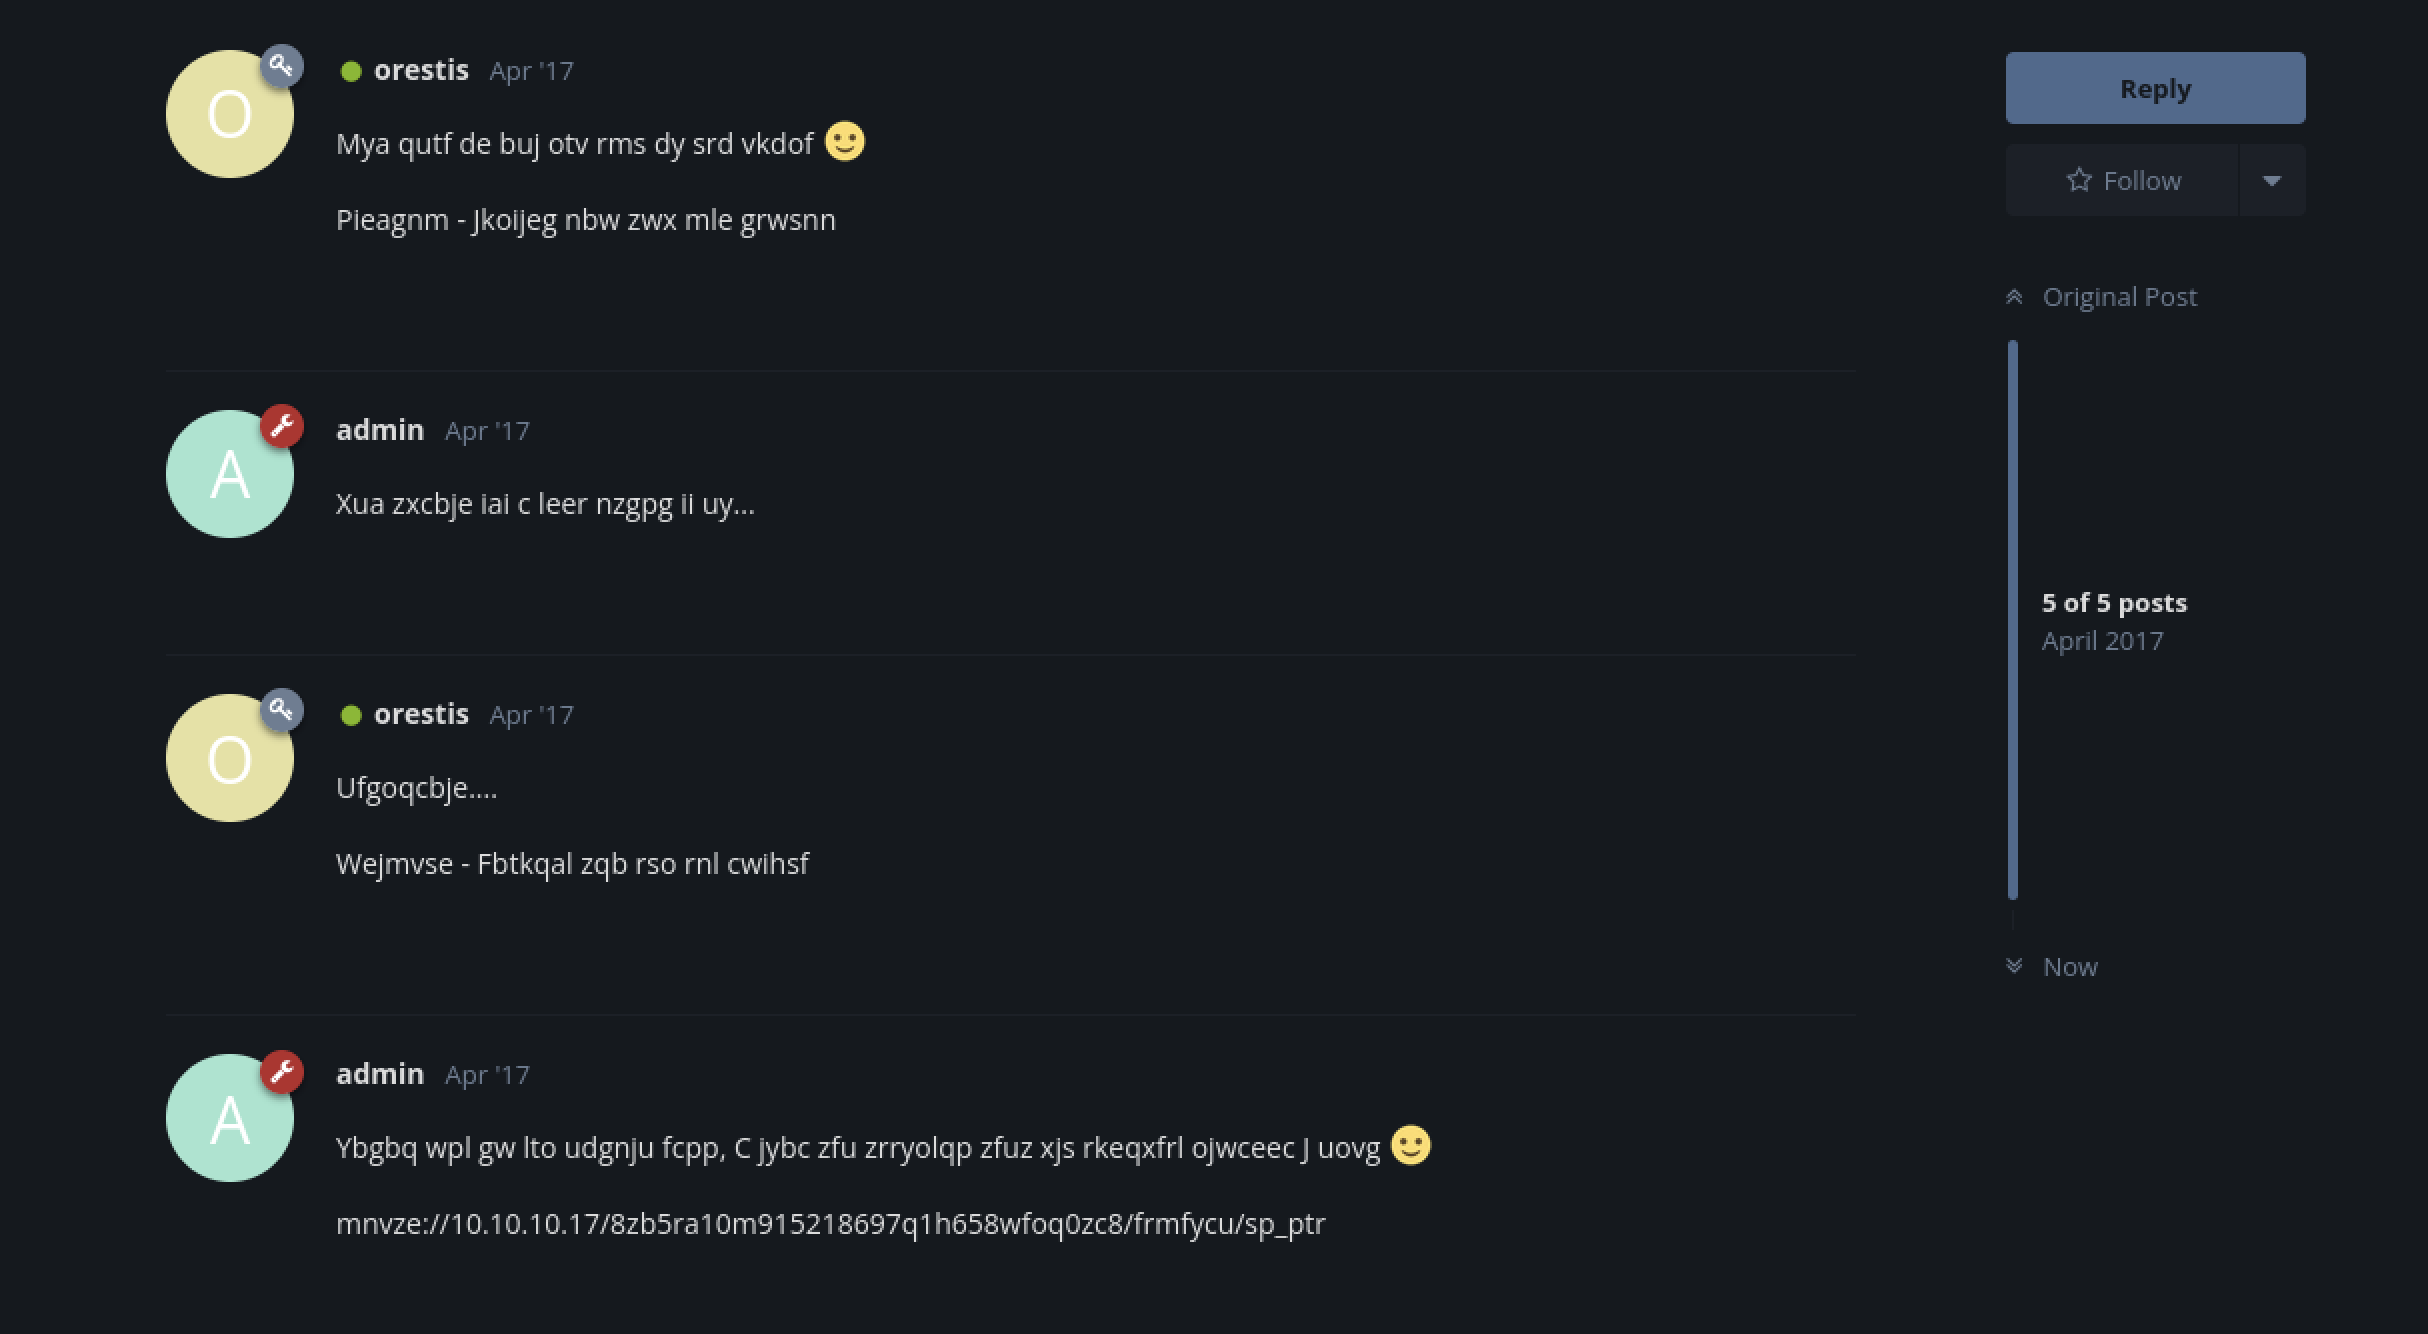 O
orestis Apr '17
Reply
Mya qutf de buj otv rms dy srd vkdof
Follow
Pieagnm - Jkoijeg nbw zwx mle grwsnn
Original Post
A
admin Apr '17
Xua zxcbje iai c leer nzgpg ii uy...
5 of 5 posts
April 2017
O
orestis Apr '17
Ufgoqcbje....
Wejmvse - Fbtkqal zqb rso rnl cwihsf
Now
A
admin Apr '17
Ybgbq wpl gw lto udgnju fcpp, C jybc zfu zrryolqp zfuz xjs rkeqxfrl ojwceec J uovg
mnvze://10.10.10.17/8zb5ra10m915218697q1h658wfoq0zc8/frmfycu/sp_ptr